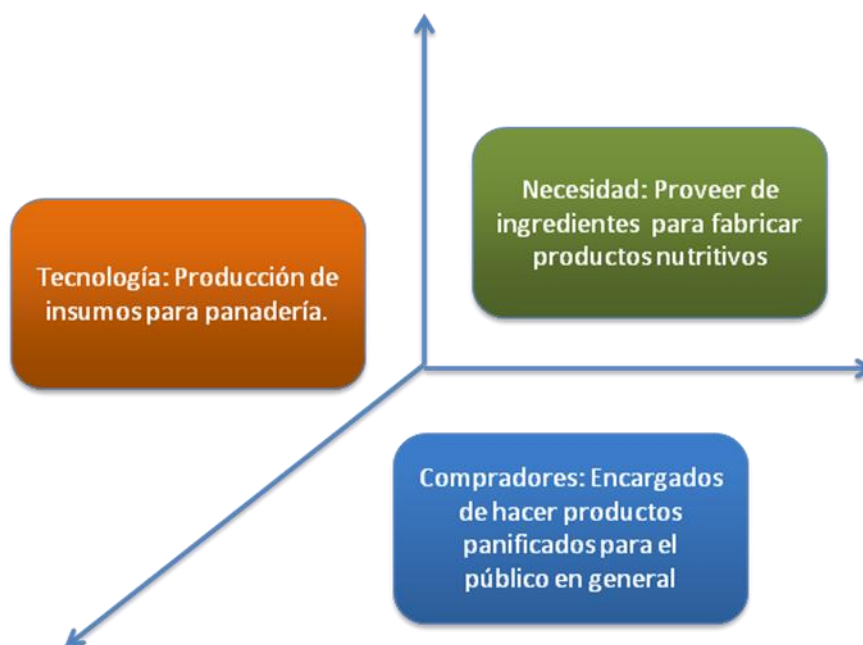 Necesidad: Proveer de
ingredientes para fabricar
productos nutritivos
Tecnología: Producción de
insumos para panadería.
Compradores: Encargados
de hacer productos
panificados para el
público en general